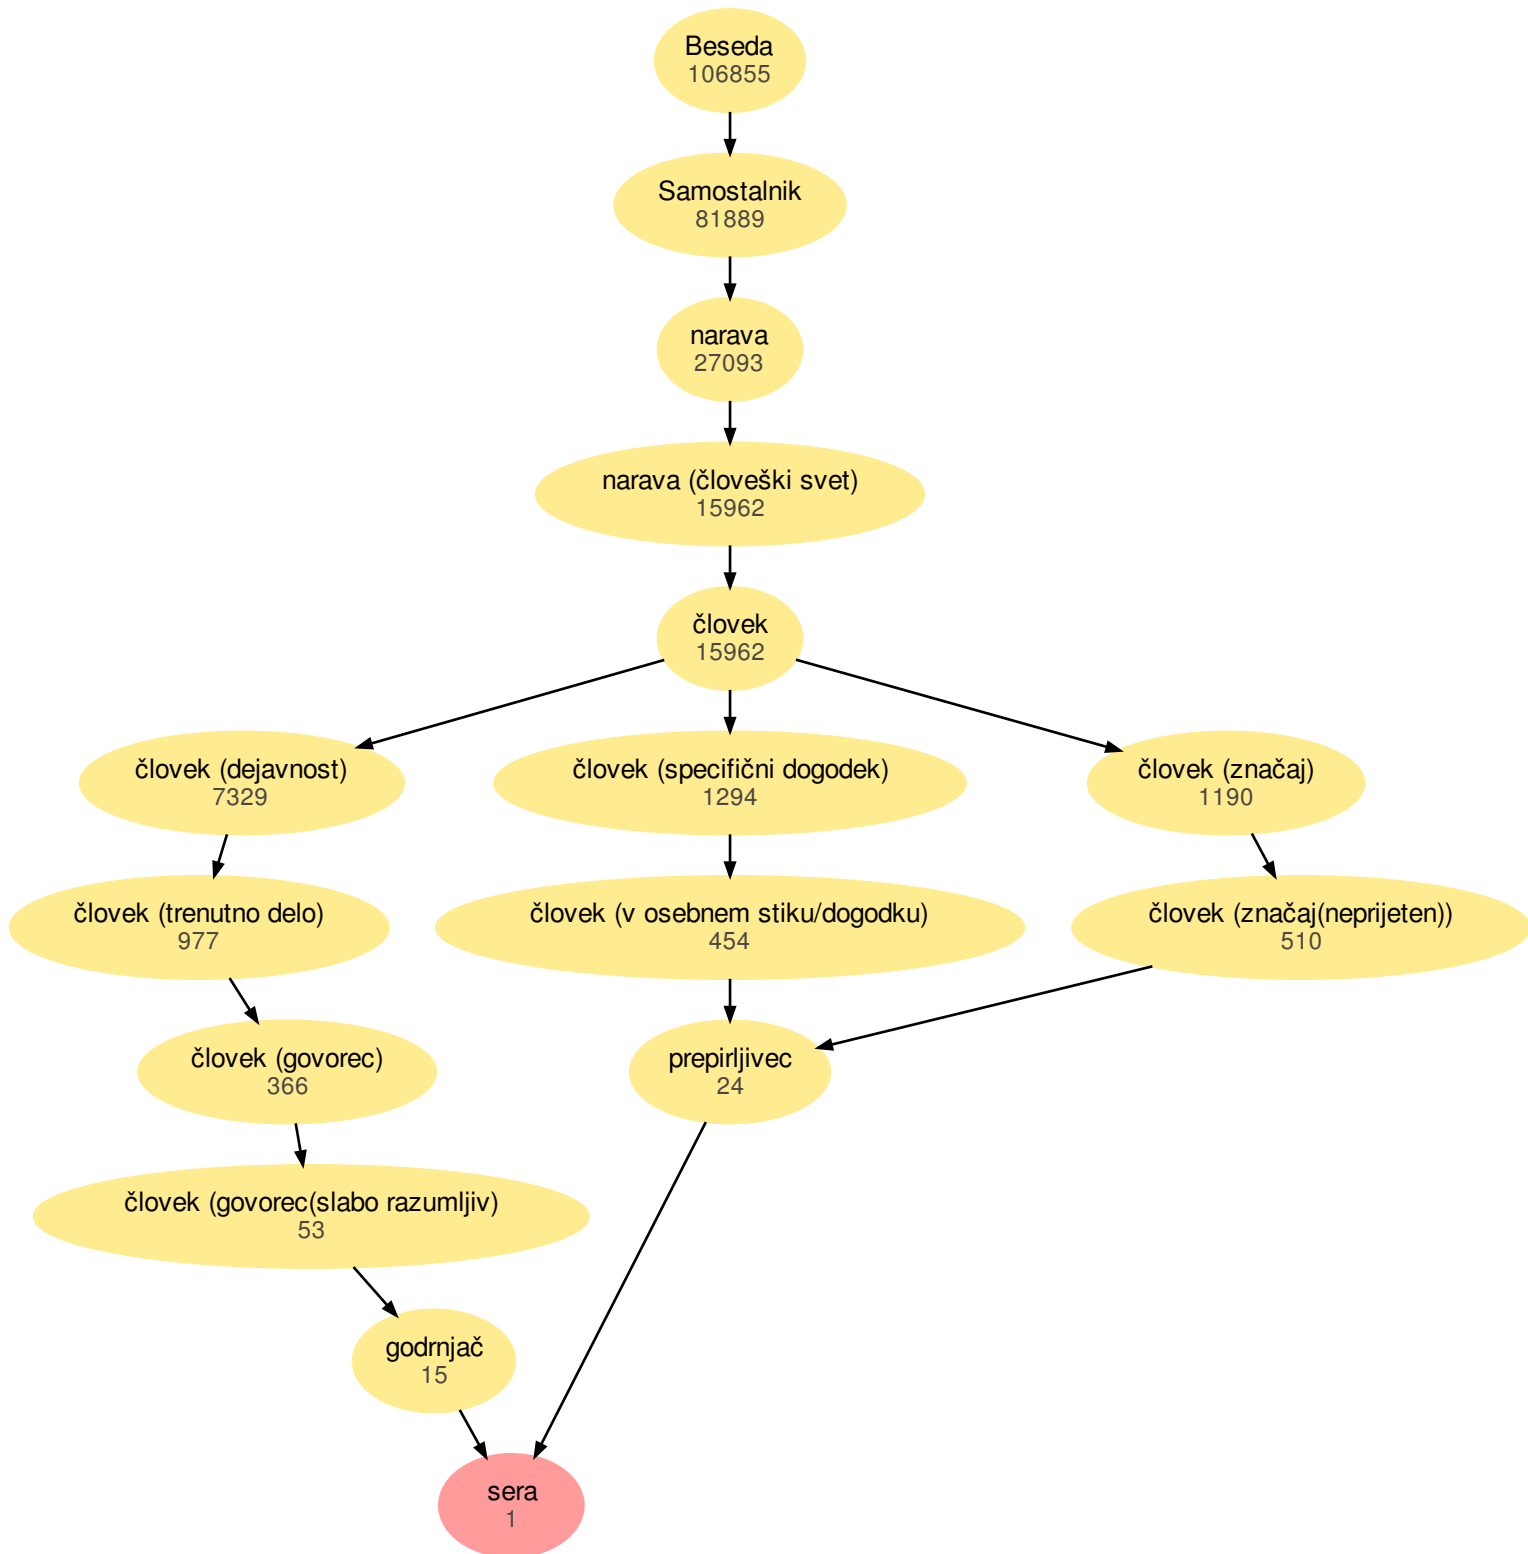 Beseda
106855
Samostalnik
81889
narava
27093
narava (človeški svet)
15962
človek
15962
človek (dejavnost)
7329
človek (specifični dogodek)
1294
človek (značaj)
1190
človek (trenutno delo)
977
človek (v osebnem stiku/dogodku)
454
človek (značaj(neprijeten))
510
človek (govorec)
366
prepirljivec
24
človek (govorec(slabo razumljiv)
53
godrnjač
15
sera
1